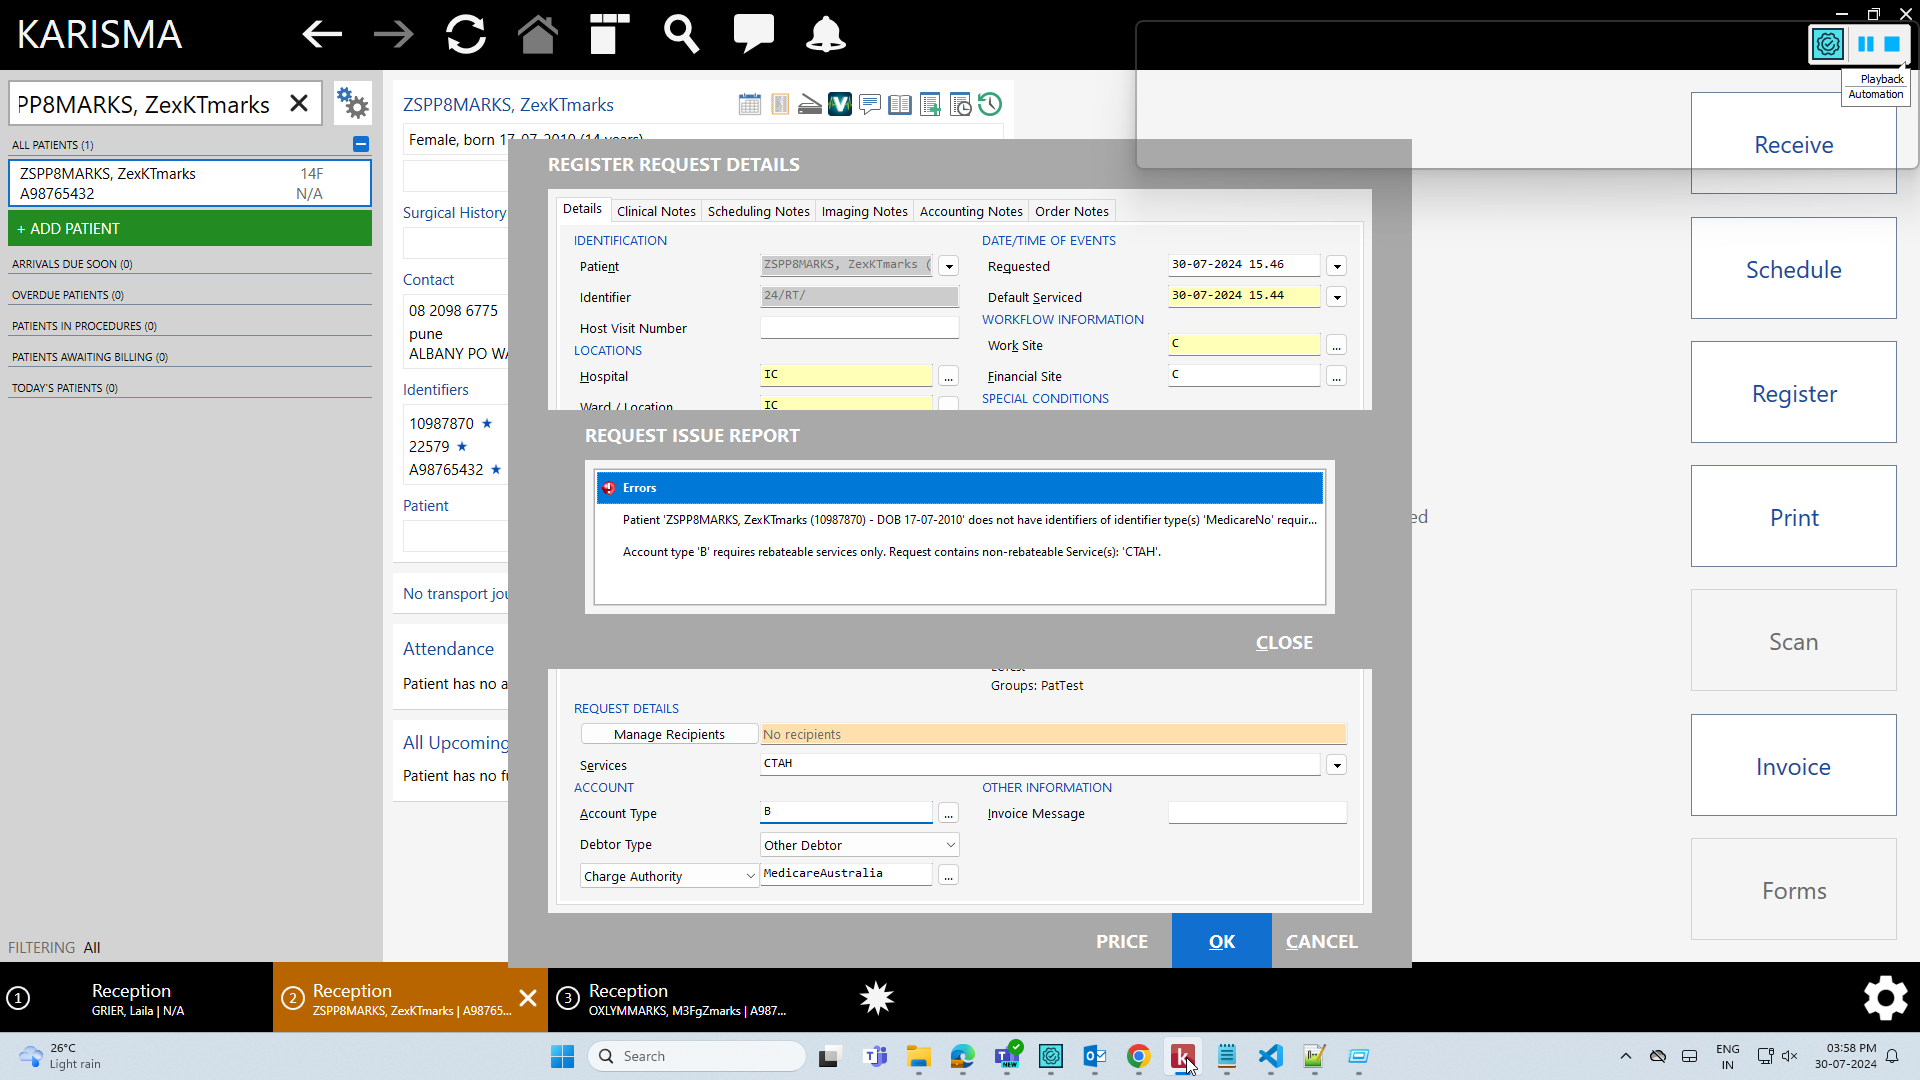 KARISMA
Playback
Automation
PP8MARKS, ZexKTmarks
ALL PATIENTS (1)
ZSPP8MARKS, ZexKTmarks 14F
A98765432 N/A
+ ADD PATIENT
ARRIVALS DUE SOON (0)
OVERDUE PATIENTS (0)
PATIENTS IN PROCEDURES (0)
PATIENTS AWAITING BILLING (0)
TODAY'S PATIENTS (0)
FILTERING All
ZSPP8MARKS, ZexKTmarks
Female, born 17-07-2010 (14 years)
Surgical History
Contact
08 2098 6775
pune
ALBANY PO WA
Identifiers
10987870
22579
A98765432
Patient
No transport jou
Attendance
Patient has no a
All Upcoming
Patient has no fu
REGISTER REQUEST DETAILS
Details Clinical Notes Scheduling Notes Imaging Notes Accounting Notes Order Notes
IDENTIFICATION
Patient ZSPP8MARKS, ZexKTmarks (
Identifier 24/RT/
Host Visit Number
LOCATIONS
Hospital IC ...
Ward / Location IC
DATE/TIME OF EVENTS
Requested 30-07-2024 15.46
Default Serviced 30-07-2024 15.44
WORKFLOW INFORMATION
Work Site C ...
Financial Site C ...
SPECIAL CONDITIONS
REQUEST ISSUE REPORT
Errors
Patient 'ZSPP8MARKS, ZexKTmarks (10987870) - DOB 17-07-2010' does not have identifiers of identifier type(s) 'MedicareNo' requir...
Account type 'B' requires rebateable services only. Request contains non-rebateable Service(s): 'CTAH'.
CLOSE
Groups: PatTest
REQUEST DETAILS
Manage Recipients No recipients
Services CTAH
ACCOUNT
Account Type B ...
Debtor Type Other Debtor
Charge Authority MedicareAustralia ...
OTHER INFORMATION
Invoice Message
PRICE OK CANCEL
ed
Receive
Schedule
Register
Print
Scan
Invoice
Forms
1 Reception
GRIER, Laila | N/A
2 Reception
ZSPP8MARKS, ZexKTmarks | A98765...
3 Reception
OXLYMMARKS, M3FgZmarks | A987...
26°C
Light rain
Search
NEW
ENG
IN
03:58 PM
30-07-2024